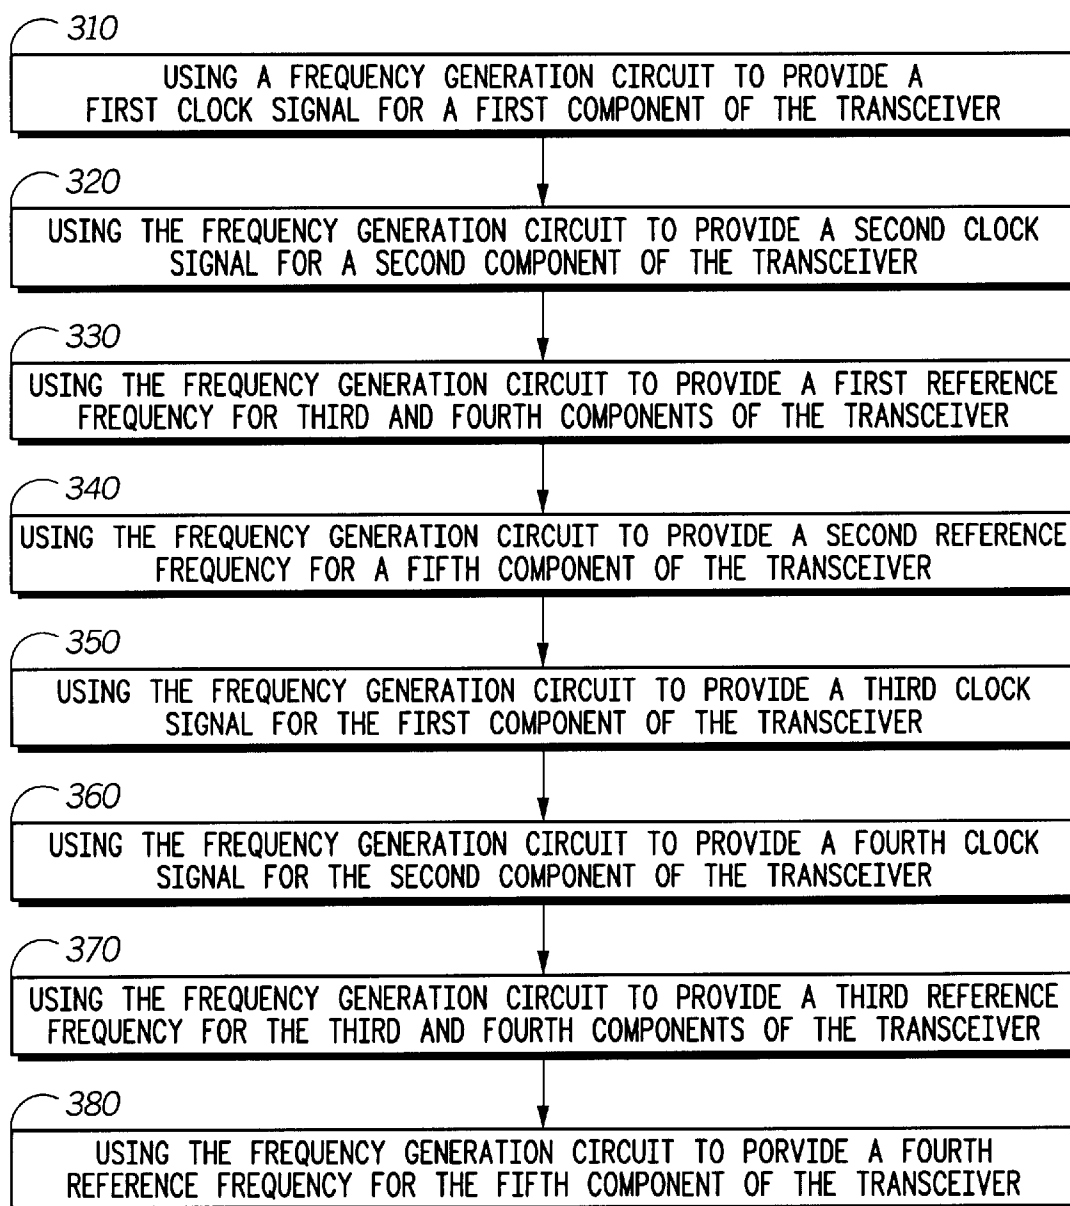 310
USING A FREQUENCY GENERATION CIRCUIT TO PROVIDE A
FIRST CLOCK SIGNAL FOR A FIRST COMPONENT OF THE TRANSCEIVER
320
USING THE FREQUENCY GENERATION CIRCUIT TO PROVIDE A SECOND CLOCK
SIGNAL FOR A SECOND COMPONENT OF THE TRANSCEIVER
330
USING THE FREQUENCY GENERATION CIRCUIT TO PROVIDE A FIRST REFERENCE
FREQUENCY FOR THIRD AND FOURTH COMPONENTS OF THE TRANSCEIVER
340
USING THE FREQUENCY GENERATION CIRCUIT TO PROVIDE A SECOND REFERENCE
FREQUENCY FOR A FIFTH COMPONENT OF THE TRANSCEIVER
350
USING THE FREQUENCY GENERATION CIRCUIT TO PROVIDE A THIRD CLOCK
SIGNAL FOR THE FIRST COMPONENT OF THE TRANSCEIVER
360
USING THE FREQUENCY GENERATION CIRCUIT TO PROVIDE A FOURTH CLOCK
SIGNAL FOR THE SECOND COMPONENT OF THE TRANSCEIVER
370
USING THE FREQUENCY GENERATION CIRCUIT TO PROVIDE A THIRD REFERENCE
FREQUENCY FOR THE THIRD AND FOURTH COMPONENTS OF THE TRANSCEIVER
380
USING THE FREQUENCY GENERATION CIRCUIT TO PORVIDE A FOURTH
REFERENCE FREQUENCY FOR THE FIFTH COMPONENT OF THE TRANSCEIVER